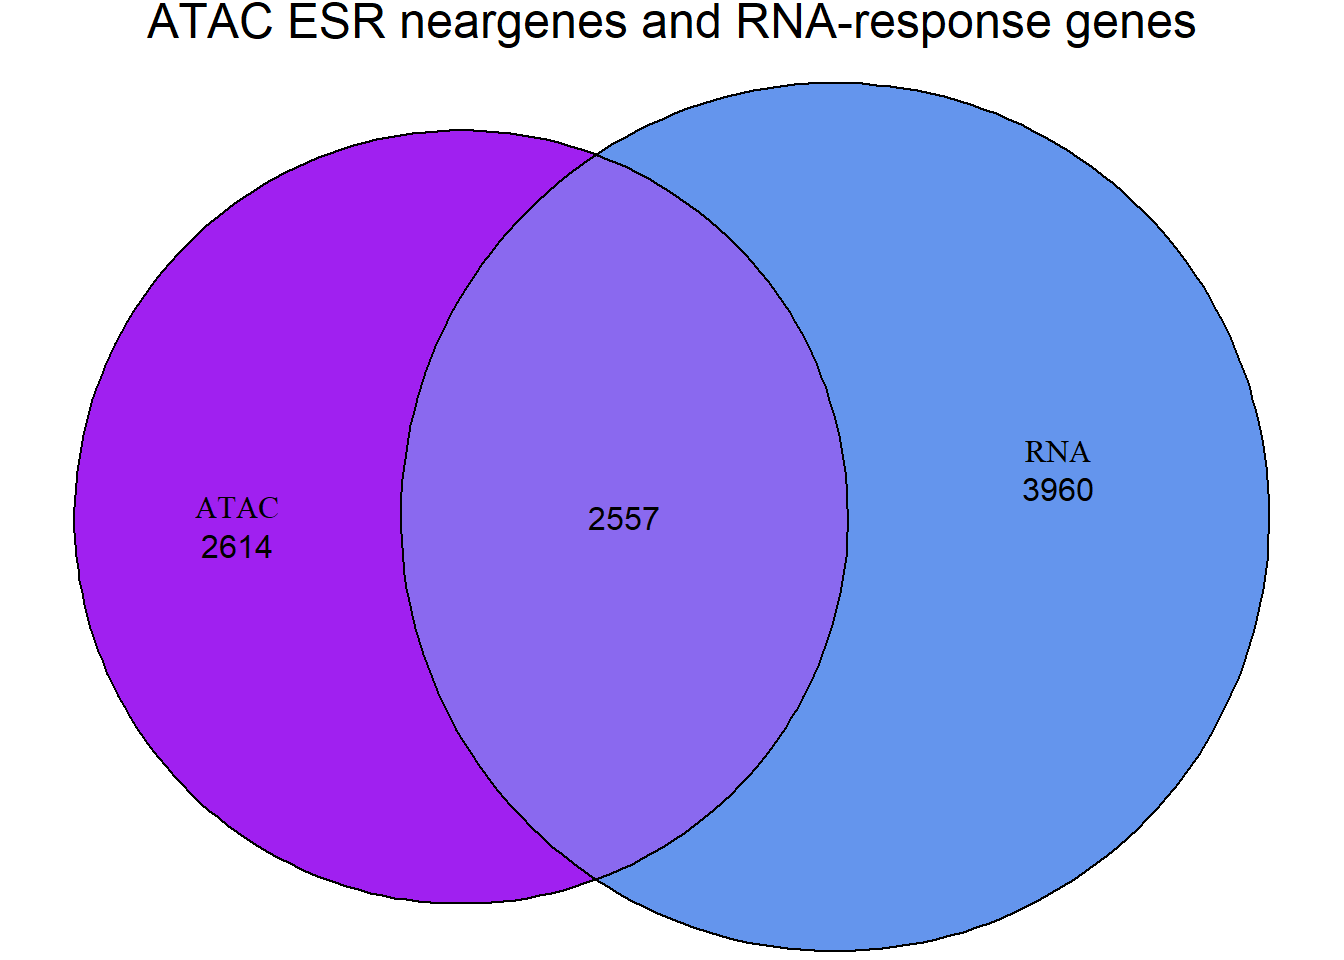 ATAC ESR neargenes and RNA-response genes
RNA
3960
ATAC
2614
2557